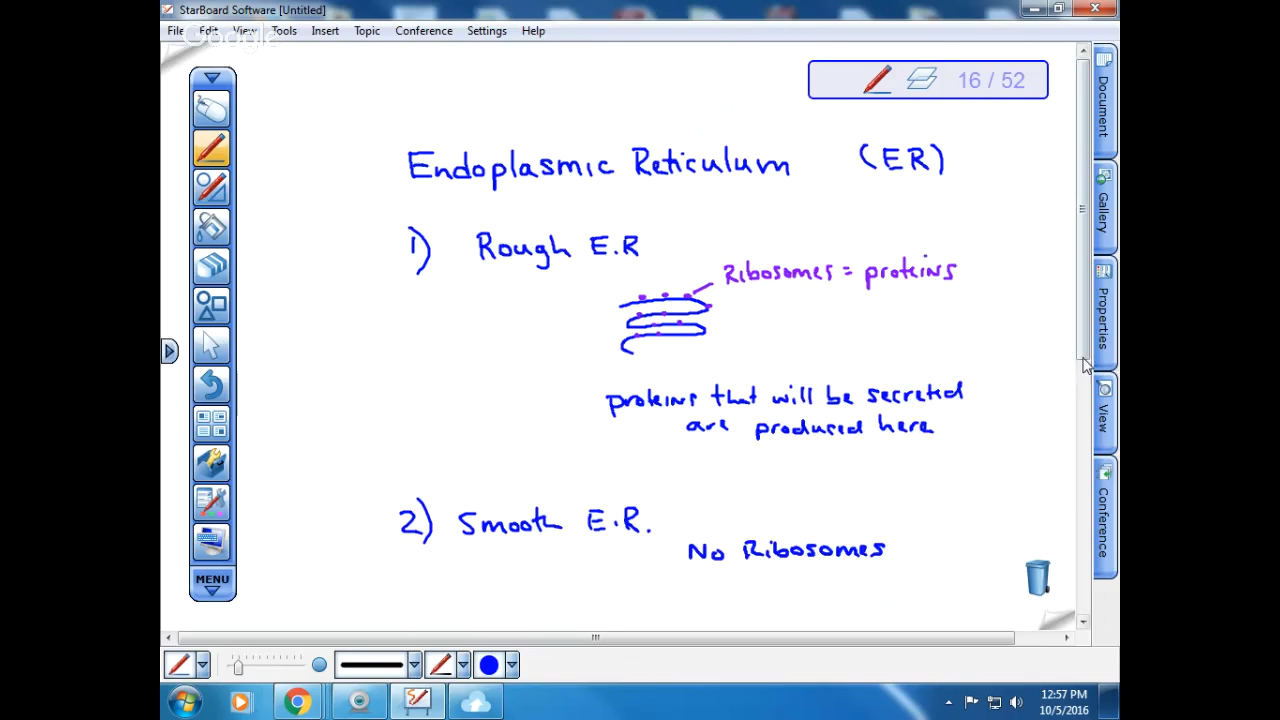 StarBoard Software [Untitled]
File Edit View Tools Insert Topic Conference Settings Help
Google
16 / 52
Endoplasmic Reticulum (ER)
1) Rough E.R
Ribosomes = proteins
proteins that will be secreted
are produced here
2) Smooth E.R.
No Ribosomes
MENU
Document
Gallery
Properties
View
Conference
12:57 PM
10/5/2016